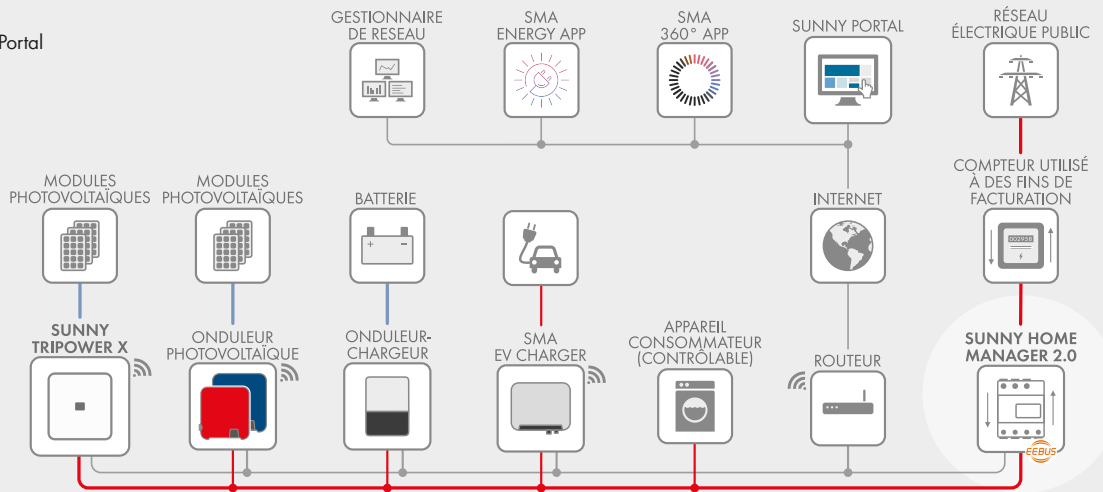 Portal
GESTIONNAIRE
DE RESEAU
SMA
ENERGY APP
SMA
360° APP
SUNNY PORTAL
RÉSEAU
ÉLECTRIQUE PUBLIC
MODULES
PHOTOVOLTAÏQUES
MODULES
PHOTOVOLTAÏQUES
BATTERIE
INTERNET
COMPTEUR UTILISÉ
À DES FINS DE
FACTURATION
002958
SUNNY
TRIPOWER X
ONDULEUR
PHOTOVOLTAÏQUE
ONDULEUR-
CHARGEUR
SMA
EV CHARGER
APPAREIL
CONSOMMATEUR
(CONTRÔLABLE)
ROUTEUR
SUNNY HOME
MANAGER 2.0
EEBUS